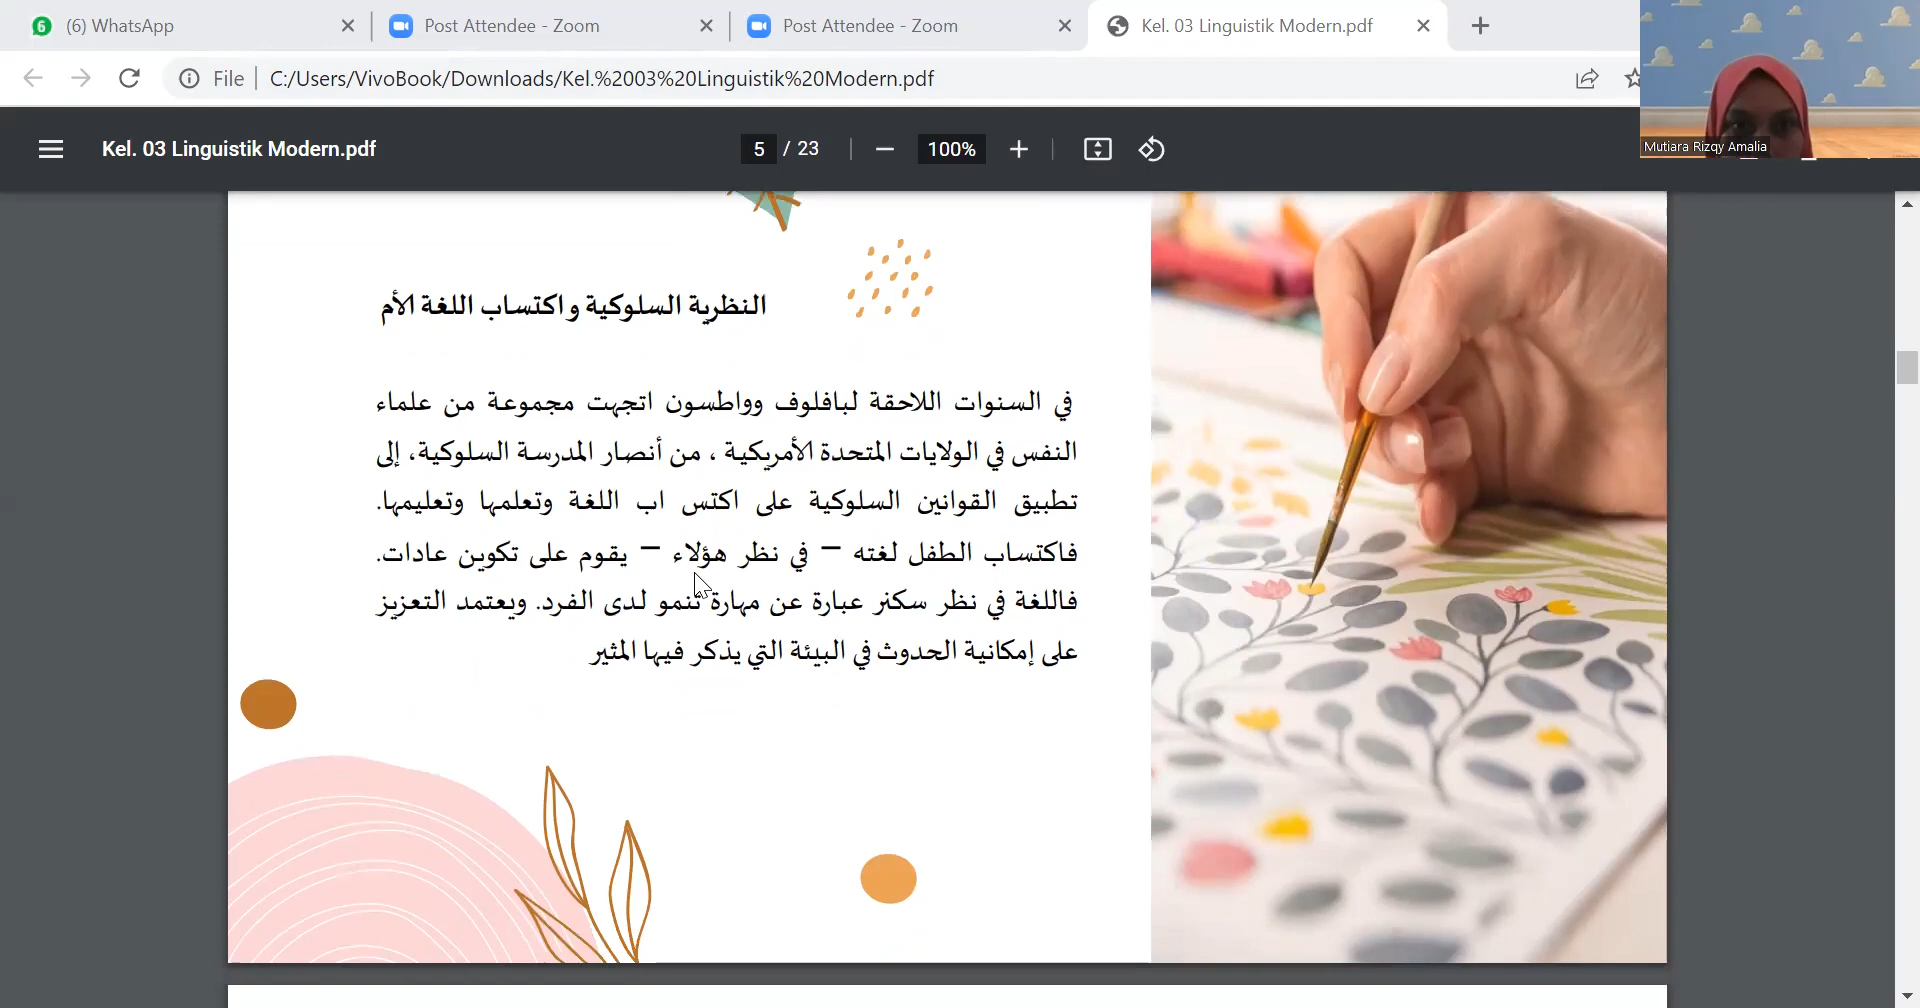 (6) WhatsApp
Post Attendee - Zoom
Post Attendee - Zoom
Kel. 03 Linguistik Modern.pdf
File
C:/Users/VivoBook/Downloads/Kel.%2003%20Linguistik%20Modern.pdf
Kel. 03 Linguistik Modern.pdf
5 / 23
100%
Mutiara Rizqy Amalia
النظرية السلوكية واكتساب اللغة الأم
في السنوات اللاحقة لبافلوف وواطسون اتجهت مجموعة من علماء
النفس في الولايات المتحدة الأمريكية ، من أنصار المدرسة السلوكية، إلى
تطبيق القوانين السلوكية على اكتس اب اللغة وتعلمها وتعليمها.
فاكتساب الطفل لغته – في نظر هؤلاء – يقوم على تكوين عادات.
فاللغة في نظر سكنر عبارة عن مهارة تنمو لدى الفرد. ويعتمد التعزيز
على إمكانية الحدوث في البيئة التي يذكر فيها المثير